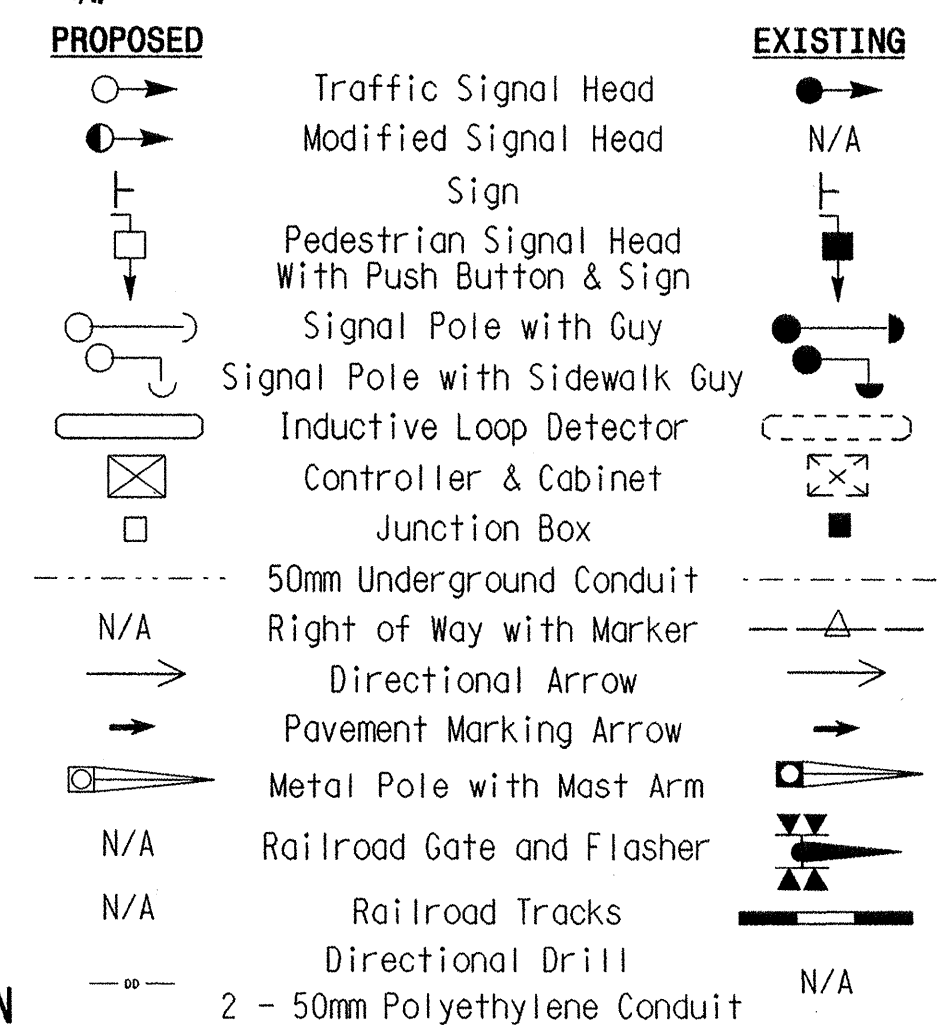 PROPOSED EXISTING
Traffic Signal Head
Modified Signal Head N/A
Sign
Pedestrian Signal Head
With Push Button & Sign
Signal Pole with Guy
Signal Pole with Sidewalk Guy
Inductive Loop Detector
Controller & Cabinet
Junction Box
50mm Underground Conduit
N/A Right of Way with Marker
Directional Arrow
Pavement Marking Arrow
Metal Pole with Mast Arm
N/A Railroad Gate and Flasher
N/A Railroad Tracks
Directional Drill
DD N/A
N 2 - 50mm Polyethylene Conduit